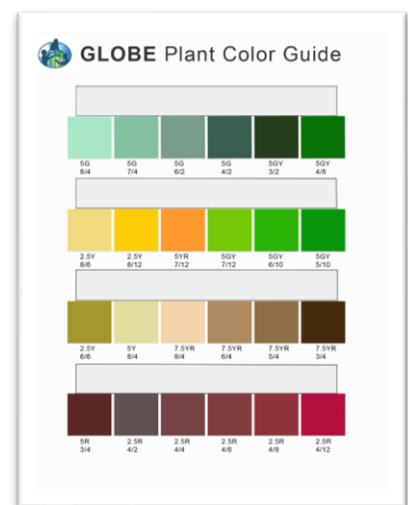 GLOBE Plant Color Guide
5G 5G 5G 5G 5GY 5GY
8/4 7/4 6/2 4/2 3/2 4/8
2.5Y 2.5Y 5YR 5GY 5GY 5GY
8/6 8/12 7/12 7/12 6/10 5/10
2.5Y 5Y 7.5YR 7.5YR 7.5YR 7.5YR
6/6 8/4 8/4 6/4 5/4 3/4
5R 2.5R 2.5R 2.5R 2.5R 2.5R
3/4 4/2 4/4 4/6 4/8 4/12